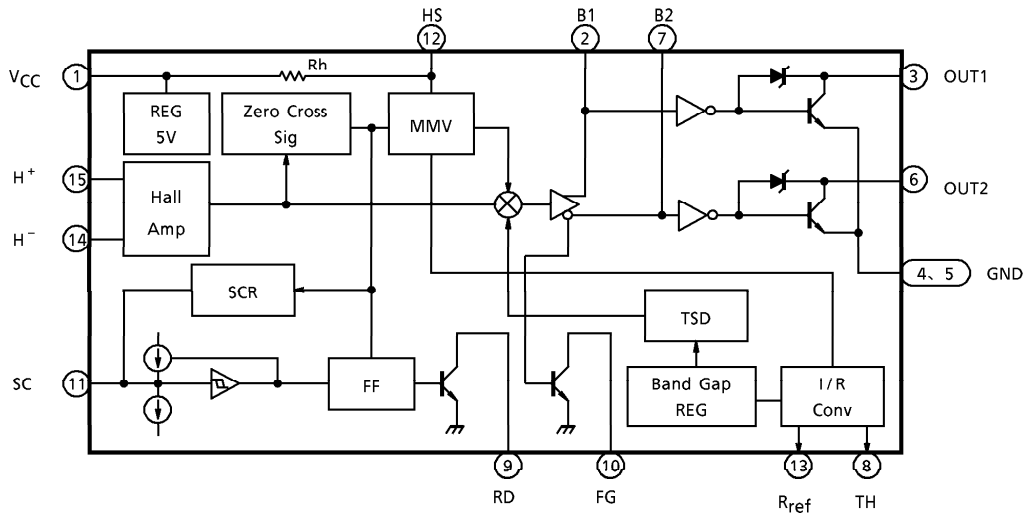 HS
B1
B2
12
2
7
VCC
1
Rh
3
OUT1
REG
5V
Zero Cross
Sig
MMV
H+
15
Hall
Amp
6
OUT2
H−
14
4、5
GND
SCR
TSD
SC
11
FF
Band Gap
REG
I/R
Conv
9
10
13
8
RD
FG
Rref
TH